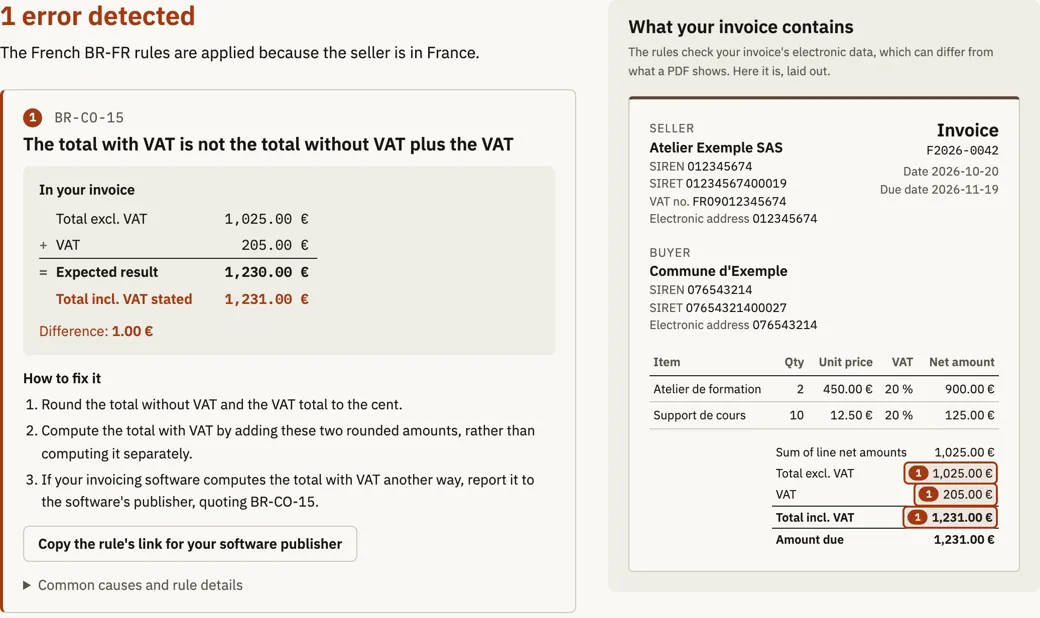 1 error detected
The French BR-FR rules are applied because the seller is in France.
1 BR-CO-15
The total with VAT is not the total without VAT plus the VAT
In your invoice
Total excl. VAT 1,025.00 €
+ VAT 205.00 €
= Expected result 1,230.00 €
Total incl. VAT stated 1,231.00 €
Difference: 1.00 €
How to fix it
1. Round the total without VAT and the VAT total to the cent.
2. Compute the total with VAT by adding these two rounded amounts, rather than
computing it separately.
3. If your invoicing software computes the total with VAT another way, report it to
the software's publisher, quoting BR-CO-15.
Copy the rule's link for your software publisher
Common causes and rule details
What your invoice contains
The rules check your invoice's electronic data, which can differ from
what a PDF shows. Here it is, laid out.
SELLER
Atelier Exemple SAS
SIREN 012345674
SIRET 01234567400019
VAT no. FR09012345674
Electronic address 012345674
Invoice
F2026-0042
Date 2026-10-20
Due date 2026-11-19
BUYER
Commune d'Exemple
SIREN 076543214
SIRET 07654321400027
Electronic address 076543214
Item Qty Unit price VAT Net amount
Atelier de formation 2 450.00 € 20 % 900.00 €
Support de cours 10 12.50 € 20 % 125.00 €
Sum of line net amounts 1,025.00 €
Total excl. VAT 1 1,025.00 €
VAT 1 205.00 €
Total incl. VAT 1 1,231.00 €
Amount due 1,231.00 €